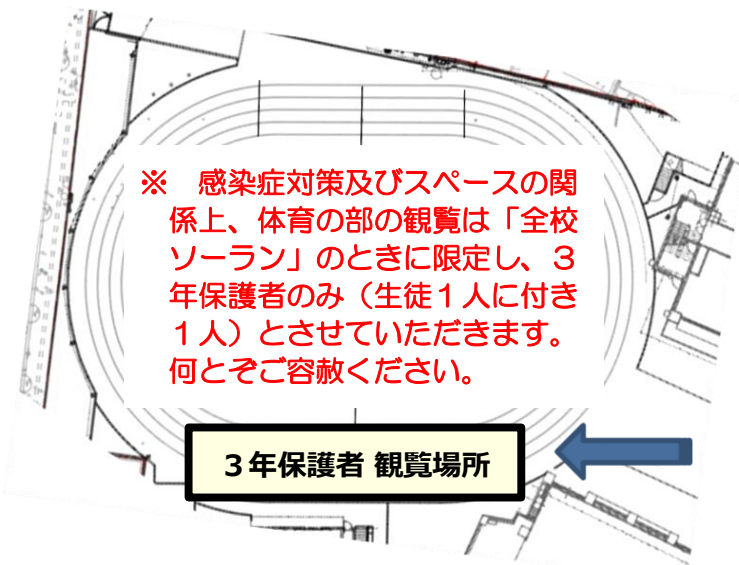 ※　感染症対策及びスペースの関
係上、体育の部の観覧は「全校
ソーラン」のときに限定し、３
年保護者のみ（生徒１人に付き
１人）とさせていただきます。
何とぞご容赦ください。
３年保護者 観覧場所